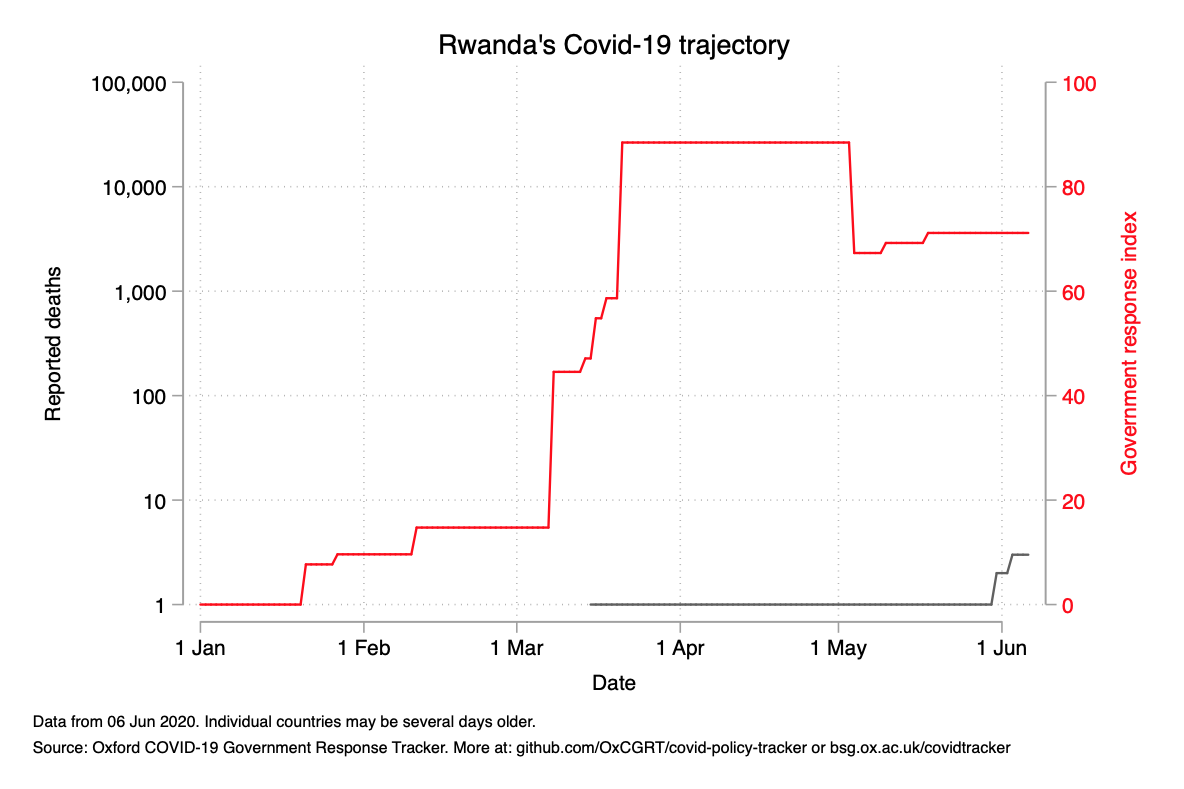 Rwanda's Covid-19 trajectory
100,000
10,000
1,000
100
10
1
Reported deaths
100
80
60
40
20
0
Government response index
1 Jan
1 Feb
1 Mar
1 Apr
1 May
1 Jun
Date
Data from 06 Jun 2020. Individual countries may be several days older.
Source: Oxford COVID-19 Government Response Tracker. More at: github.com/OxCGRT/covid-policy-tracker or bsg.ox.ac.uk/covidtracker